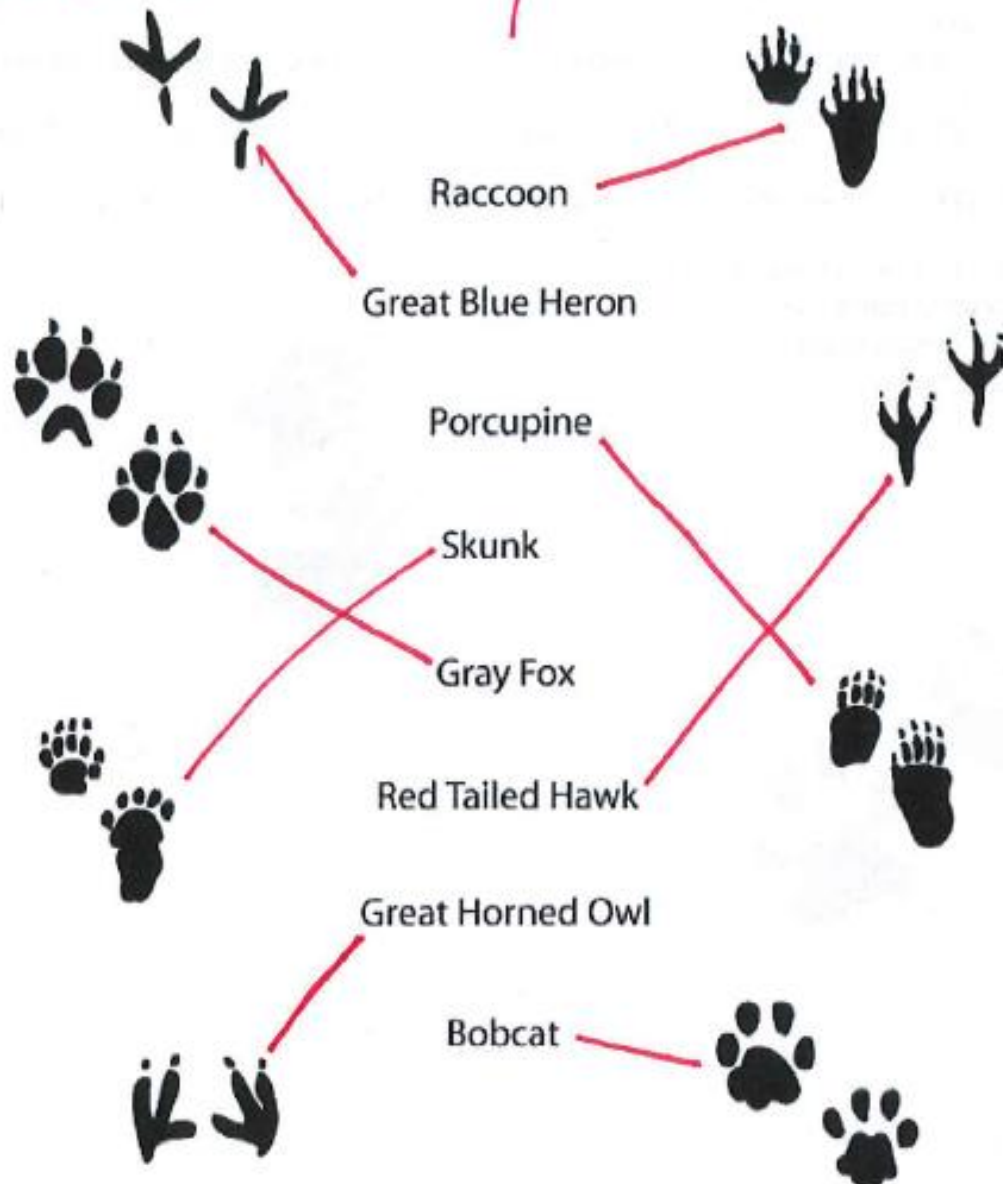 Raccoon
Great Blue Heron
Porcupine
Skunk
Gray Fox
Red Tailed Hawk
Great Horned Owl
Bobcat